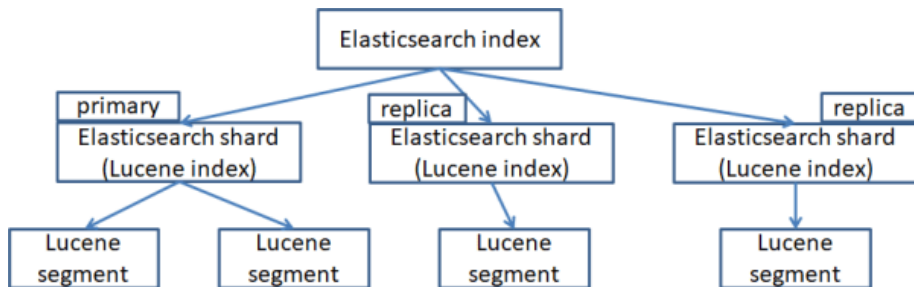 Elasticsearch index
primary
replica
replica
Elasticsearch shard
(Lucene index)
Elasticsearch shard
(Lucene index)
Elasticsearch shard
(Lucene index)
Lucene
segment
Lucene
segment
Lucene
segment
Lucene
segment